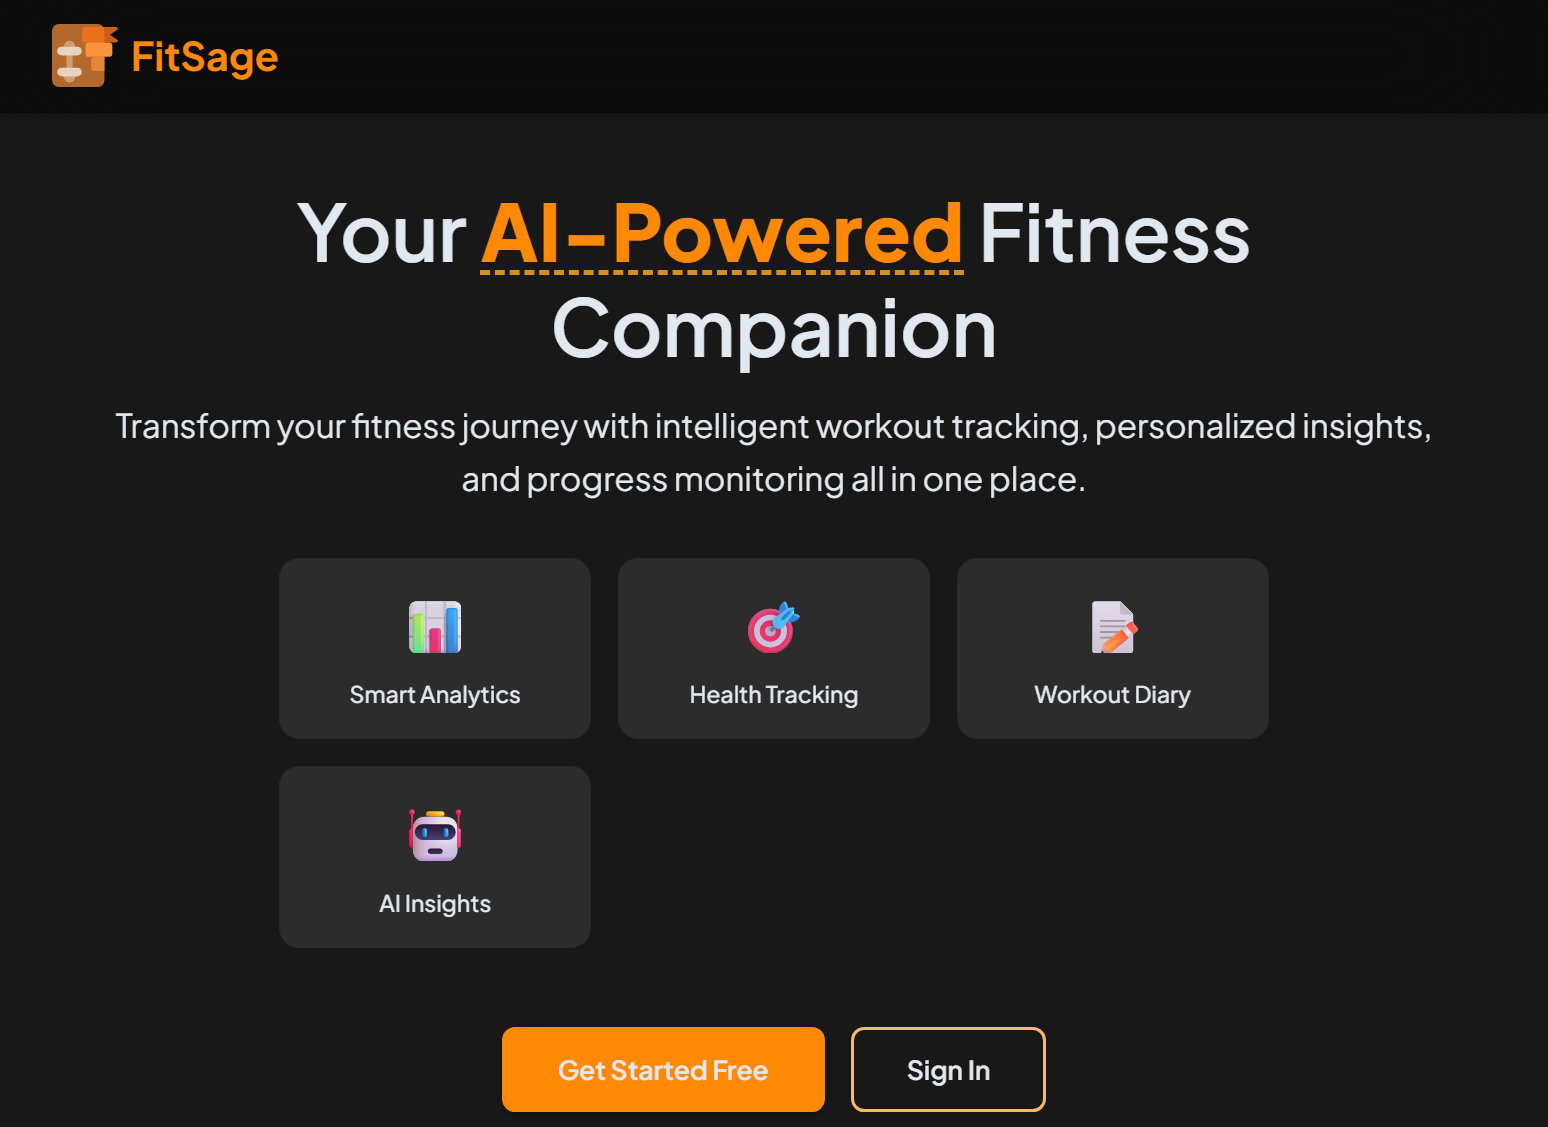 FitSage
Your AI-Powered Fitness
Companion
Transform your fitness journey with intelligent workout tracking, personalized insights,
and progress monitoring all in one place.
Smart Analytics
Health Tracking
Workout Diary
AI Insights
Get Started Free
Sign In